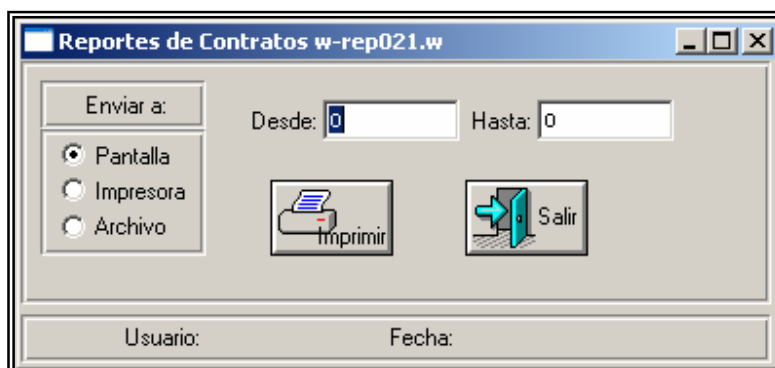 Reportes de Contratos w-rep021.w
Enviar a:
Desde: 0 Hasta: 0
Pantalla
Impresora
Archivo
Imprimir
Salir
Usuario: Fecha: